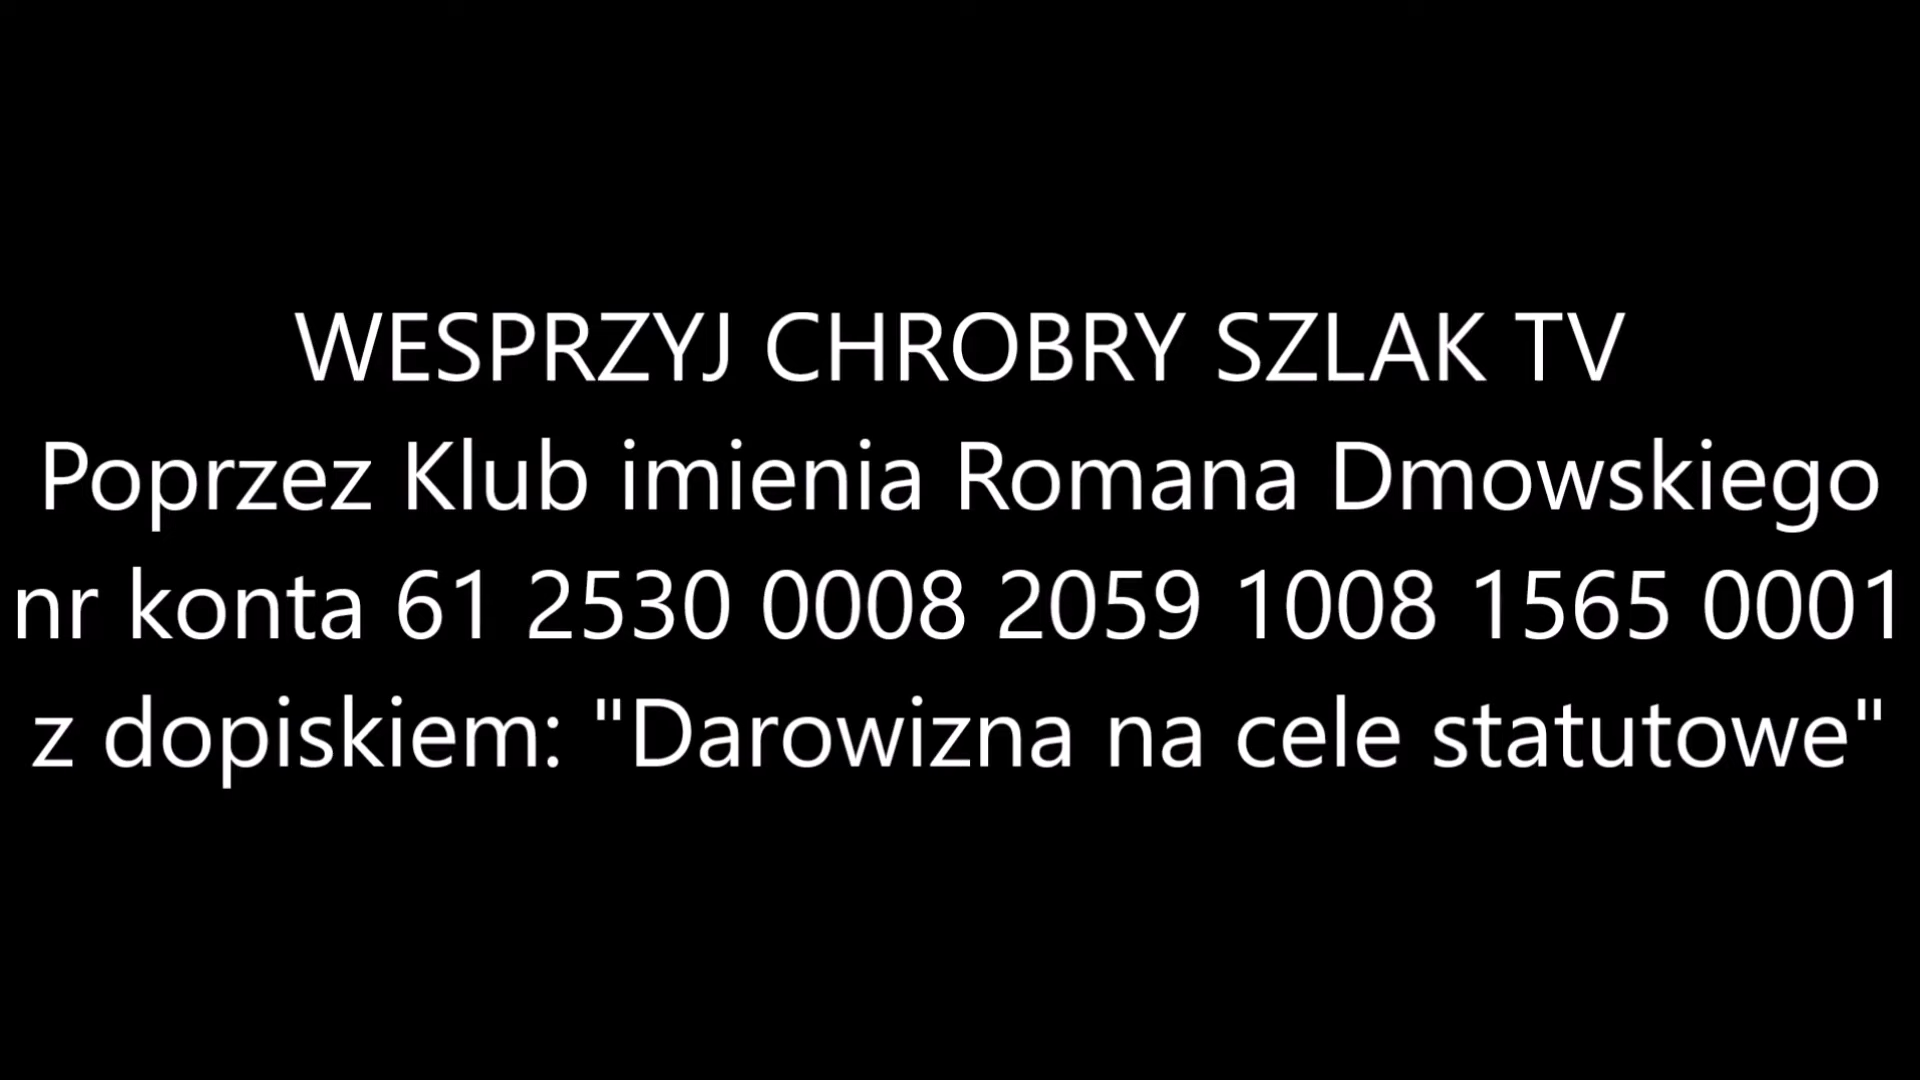 WESPRZYJ CHROBRY SZLAK TV
Poprzez Klub imienia Romana Dmowskiego
nr konta 61 2530 0008 2059 1008 1565 0001
z dopiskiem: "Darowizna na cele statutowe"